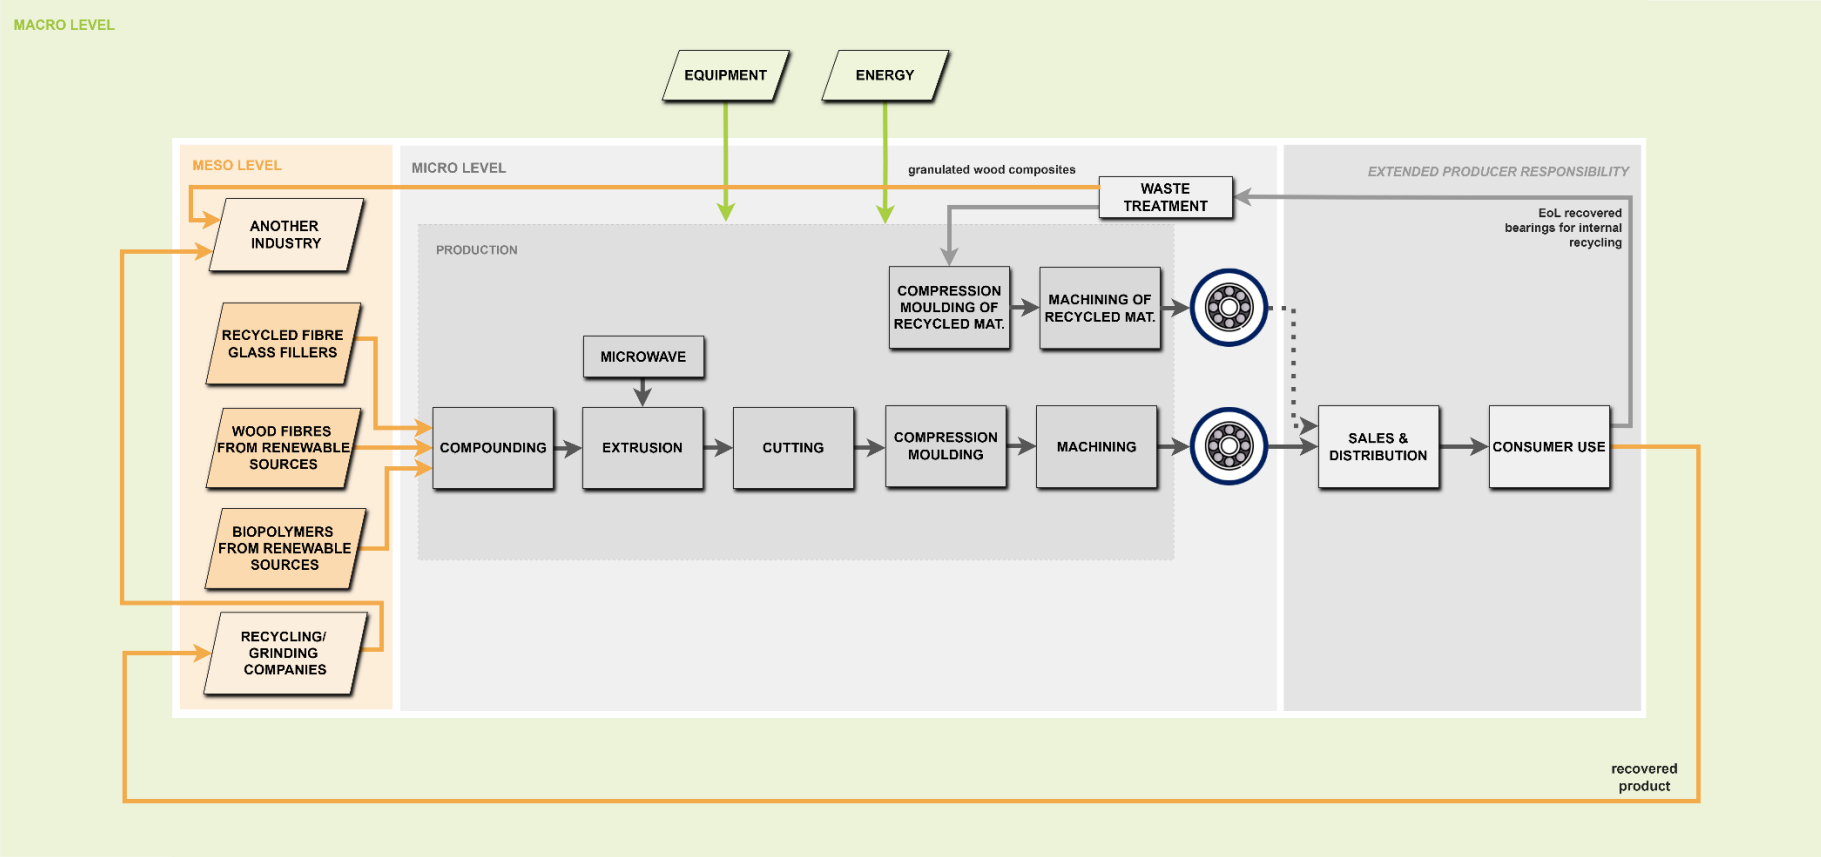 MACRO LEVEL
EQUIPMENT
ENERGY
MESO LEVEL
MICRO LEVEL
granulated wood composites
WASTE
TREATMENT
EXTENDED PRODUCER RESPONSIBILITY
EoL recovered
bearings for internal
recycling
ANOTHER
INDUSTRY
PRODUCTION
COMPRESSION
MOULDING OF
RECYCLED MAT.
MACHINING OF
RECYCLED MAT.
RECYCLED FIBRE
GLASS FILLERS
MICROWAVE
WOOD FIBRES
FROM RENEWABLE
SOURCES
COMPOUNDING
EXTRUSION
CUTTING
COMPRESSION
MOULDING
MACHINING
SALES &
DISTRIBUTION
CONSUMER USE
BIOPOLYMERS
FROM RENEWABLE
SOURCES
RECYCLING/
GRINDING
COMPANIES
recovered
product